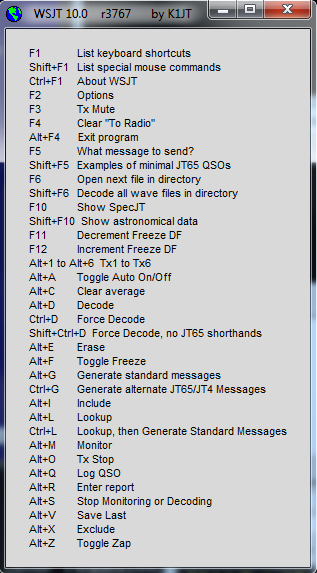 WSJT 10.0 r3767 by K1JT
F1 List keyboard shortcuts
Shift+F1 List special mouse commands
Ctrl+F1 About WSJT
F2 Options
F3 Tx Mute
F4 Clear "To Radio"
Alt+F4 Exit program
F5 What message to send?
Shift+F5 Examples of minimal JT65 QSOs
F6 Open next file in directory
Shift+F6 Decode all wave files in directory
F10 Show SpecJT
Shift+F10 Show astronomical data
F11 Decrement Freeze DF
F12 Increment Freeze DF
Alt+1 to Alt+6 Tx1 to Tx6
Alt+A Toggle Auto On/Off
Alt+C Clear average
Alt+D Decode
Ctrl+D Force Decode
Shift+Ctrl+D Force Decode, no JT65 shorthands
Alt+E Erase
Alt+F Toggle Freeze
Alt+G Generate standard messages
Ctrl+G Generate alternate JT65/JT4 Messages
Alt+I Include
Alt+L Lookup
Ctrl+L Lookup, then Generate Standard Messages
Alt+M Monitor
Alt+O Tx Stop
Alt+Q Log QSO
Alt+R Enter report
Alt+S Stop Monitoring or Decoding
Alt+V Save Last
Alt+X Exclude
Alt+Z Toggle Zap